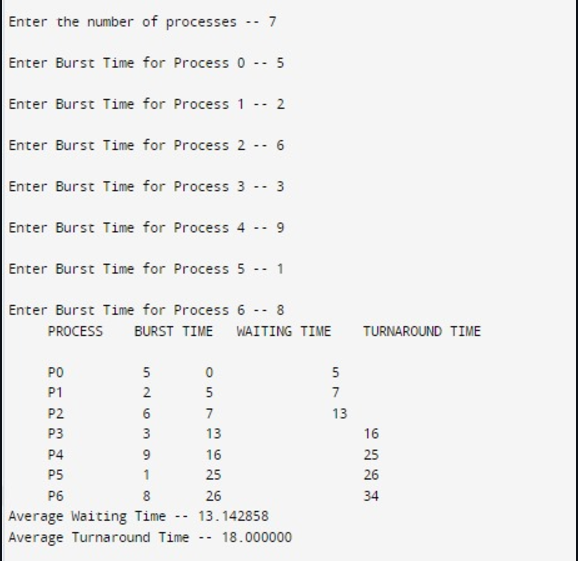 Enter the number of processes -- 7
Enter Burst Time for Process 0 -- 5
Enter Burst Time for Process 1 -- 2
Enter Burst Time for Process 2 -- 6
Enter Burst Time for Process 3 -- 3
Enter Burst Time for Process 4 -- 9
Enter Burst Time for Process 5 -- 1
Enter Burst Time for Process 6 -- 8
PROCESS BURST TIME WAITING TIME TURNAROUND TIME
P0 5 0 5
P1 2 5 7
P2 6 7 13
P3 3 13 16
P4 9 16 25
P5 1 25 26
P6 8 26 34
Average Waiting Time -- 13.142858
Average Turnaround Time -- 18.000000